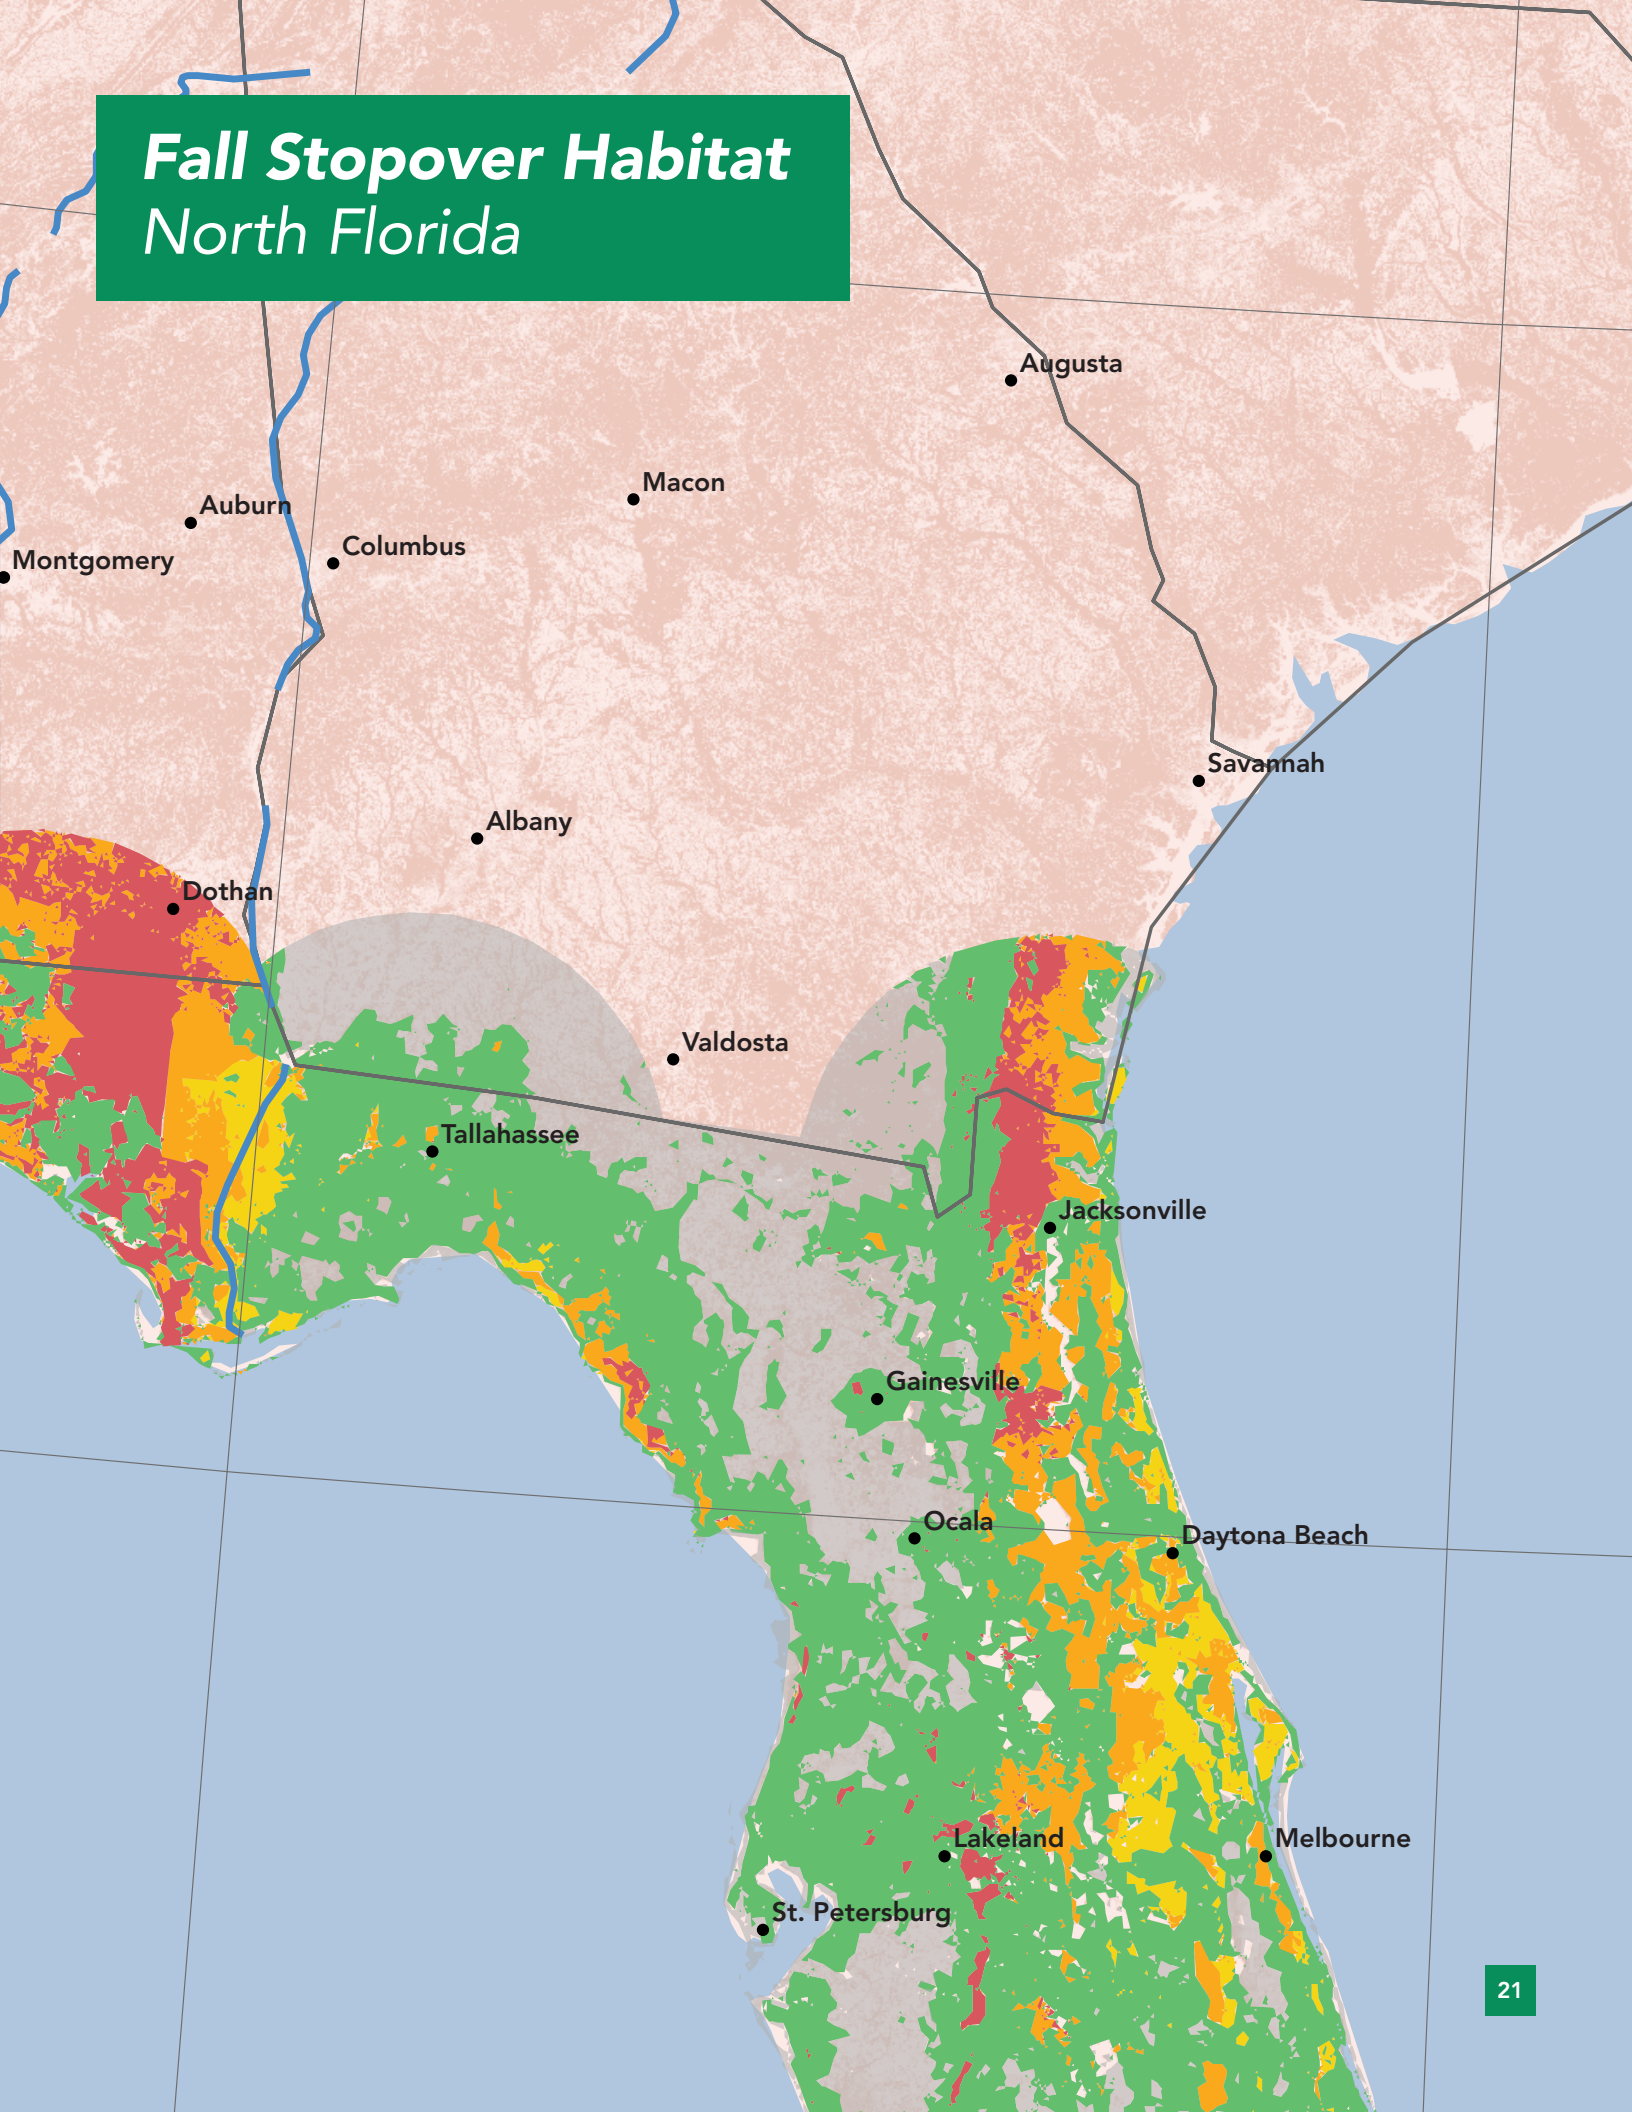 Fall Stopover Habitat
North Florida
Augusta
Macon
Auburn
Columbus
Montgomery
Savannah
Albany
Dothan
Valdosta
Tallahassee
Jacksonville
Gainesville
Ocala
Daytona Beach
Lakeland
Melbourne
St. Petersburg
21